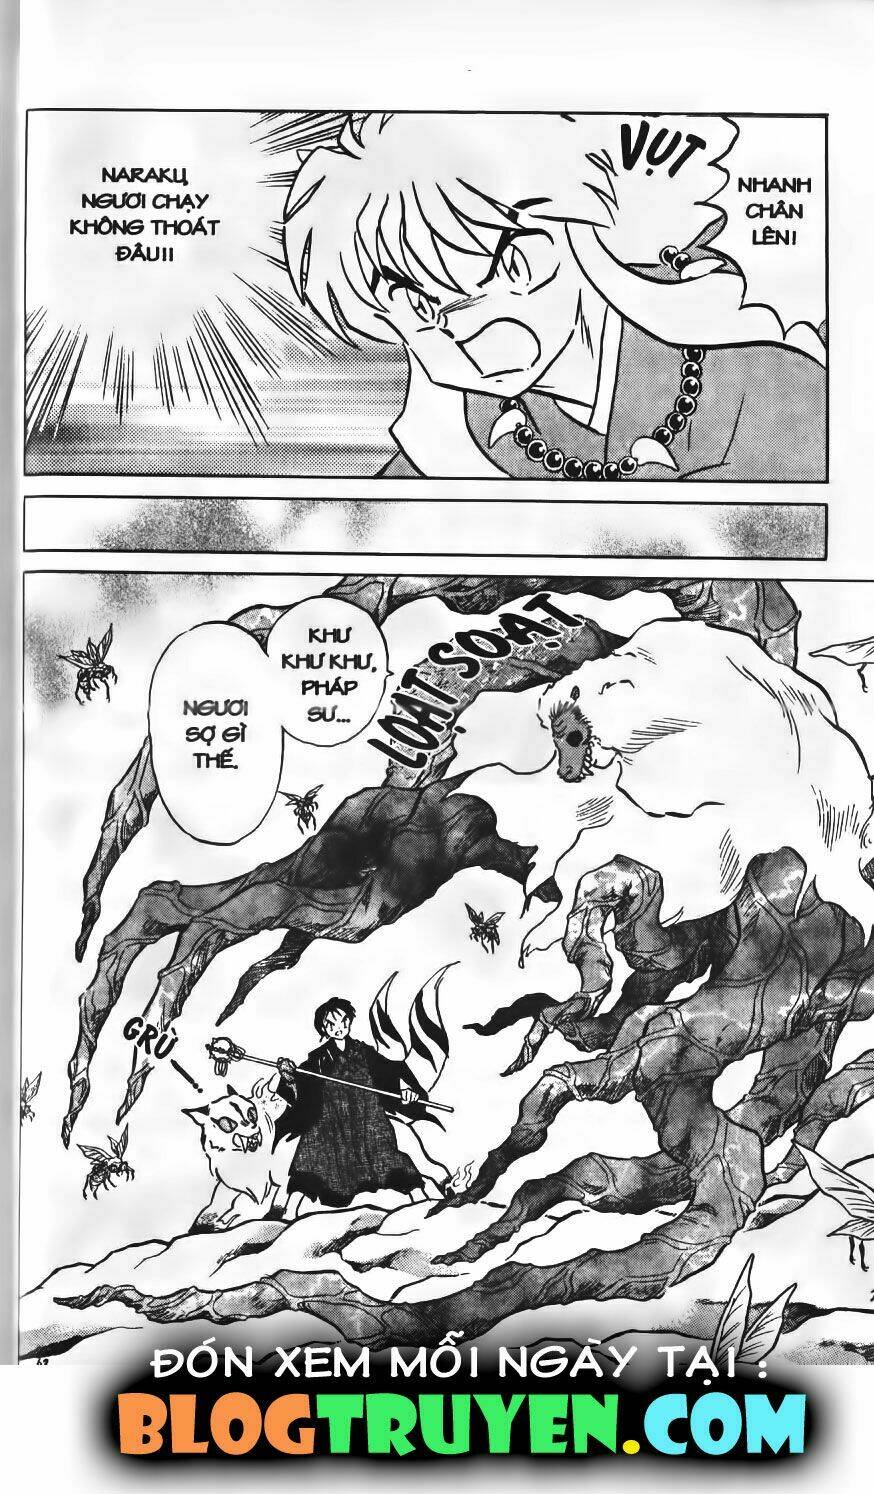 NHANH
CHÂN
LÊN!
VỤT
NARAKU,
NGƯƠI CHẠY
KHÔNG THOÁT
ĐÂU!!
KHƯ
KHƯ KHƯ,
PHÁP
SƯ...
NGƯƠI
SỢ GÌ
THẾ.
LOẠT SOẠT
GRÙ...
ĐÓN XEM MỖI NGÀY TẠI :
BLOGTRUYEN.COM